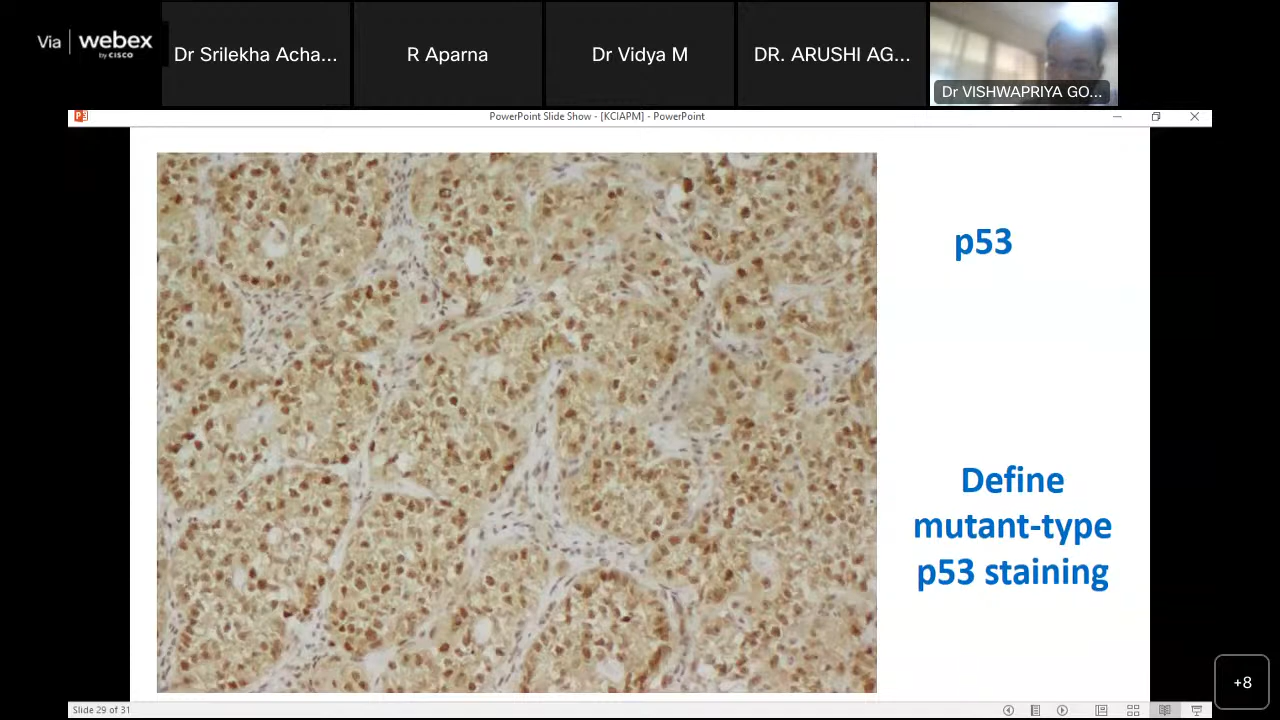 Via webex
by CISCO
Dr Srilekha Acha...
R Aparna
Dr Vidya M
DR. ARUSHI AG...
Dr VISHWAPRIYA GO...
PowerPoint Slide Show - [KCIAPM] - PowerPoint
p53
Define
mutant-type
p53 staining
+8
Slide 29 of 31